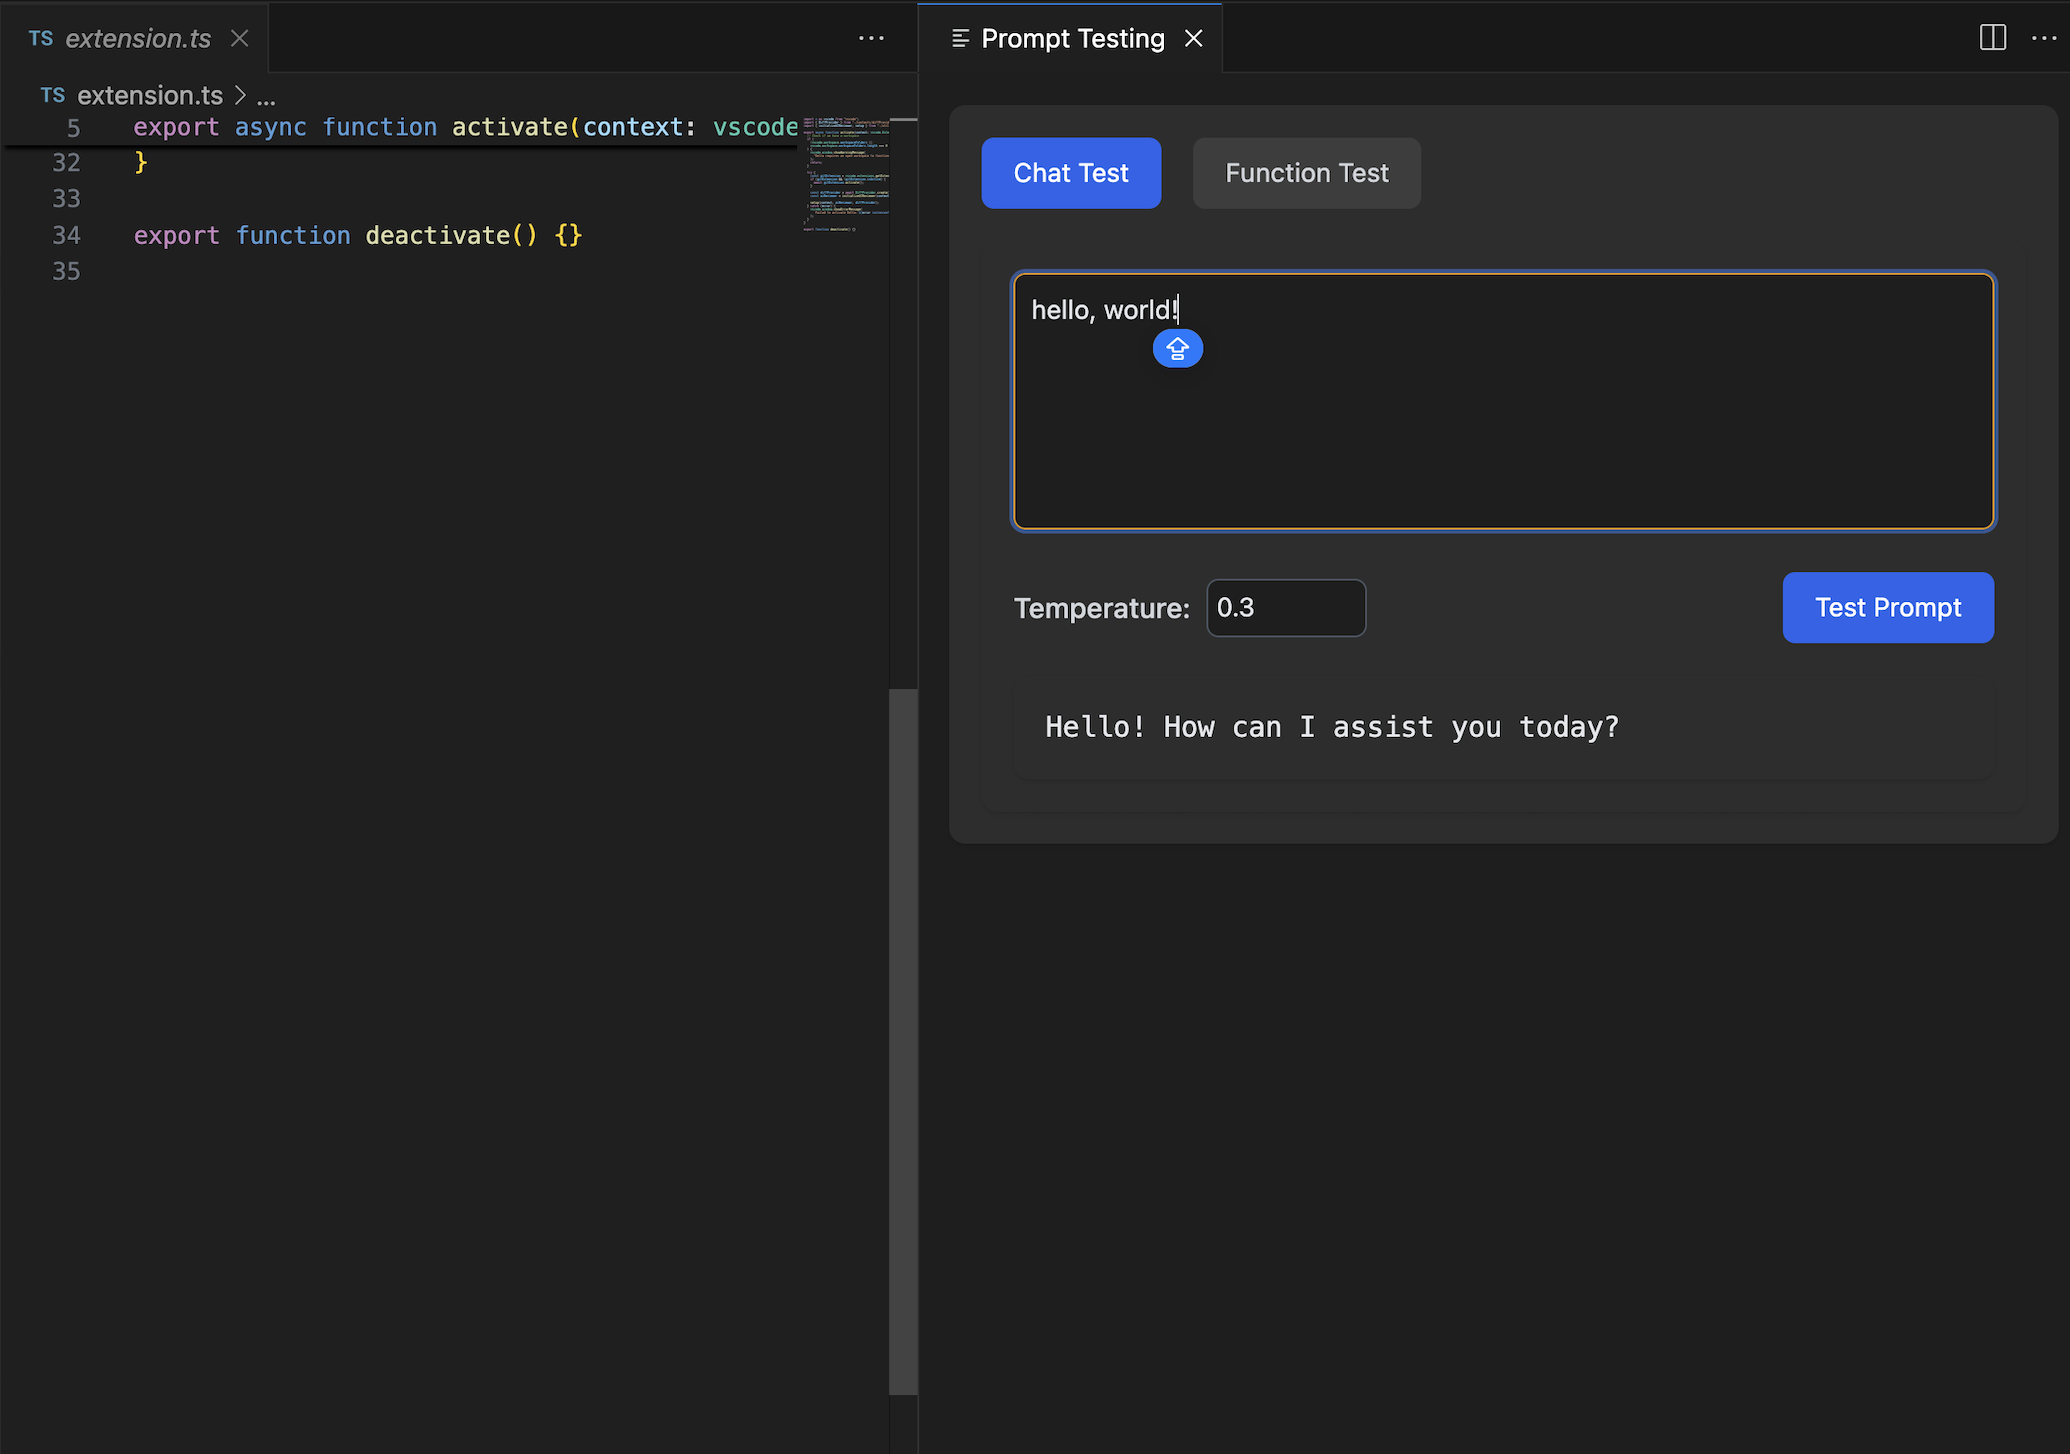 TS extension.ts
TS extension.ts > ...
5 export async function activate(context: vscode
32 }
33
34 export function deactivate() {}
35
Prompt Testing
Chat Test
Function Test
hello, world!
Temperature: 0.3
Test Prompt
Hello! How can I assist you today?